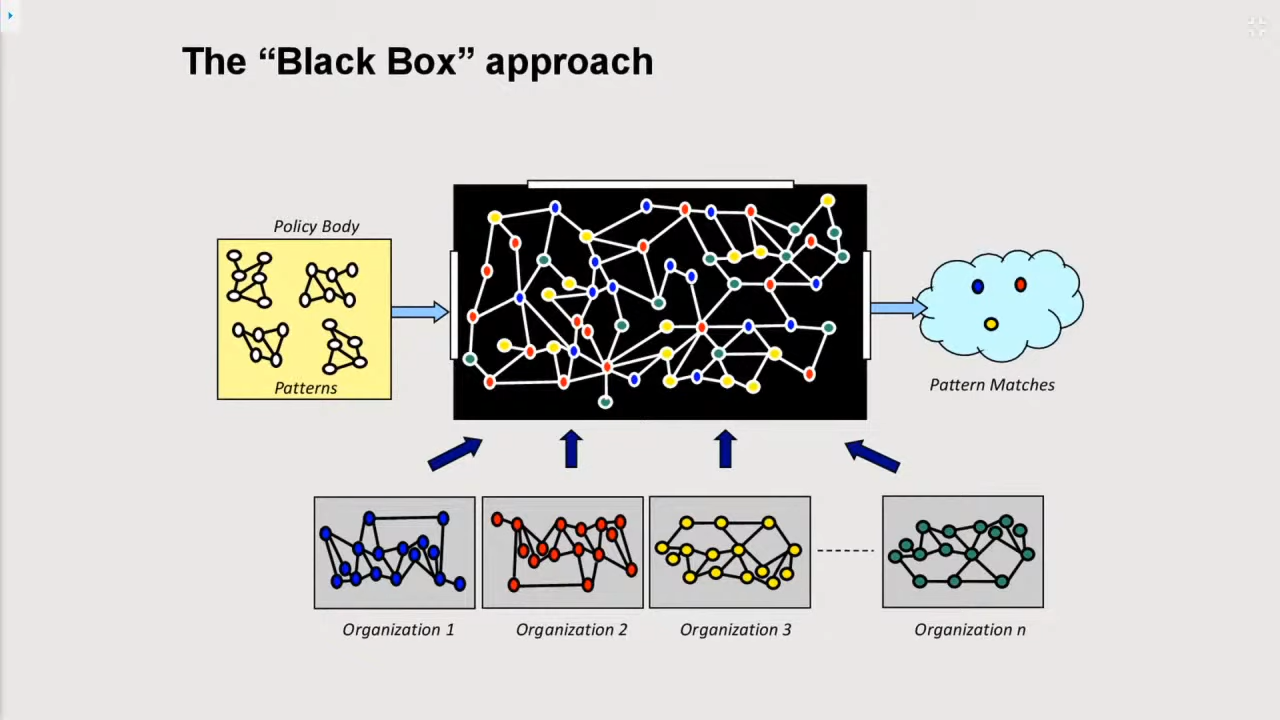 The “Black Box” approach
Policy Body
Patterns
Pattern Matches
Organization 1
Organization 2
Organization 3
Organization n